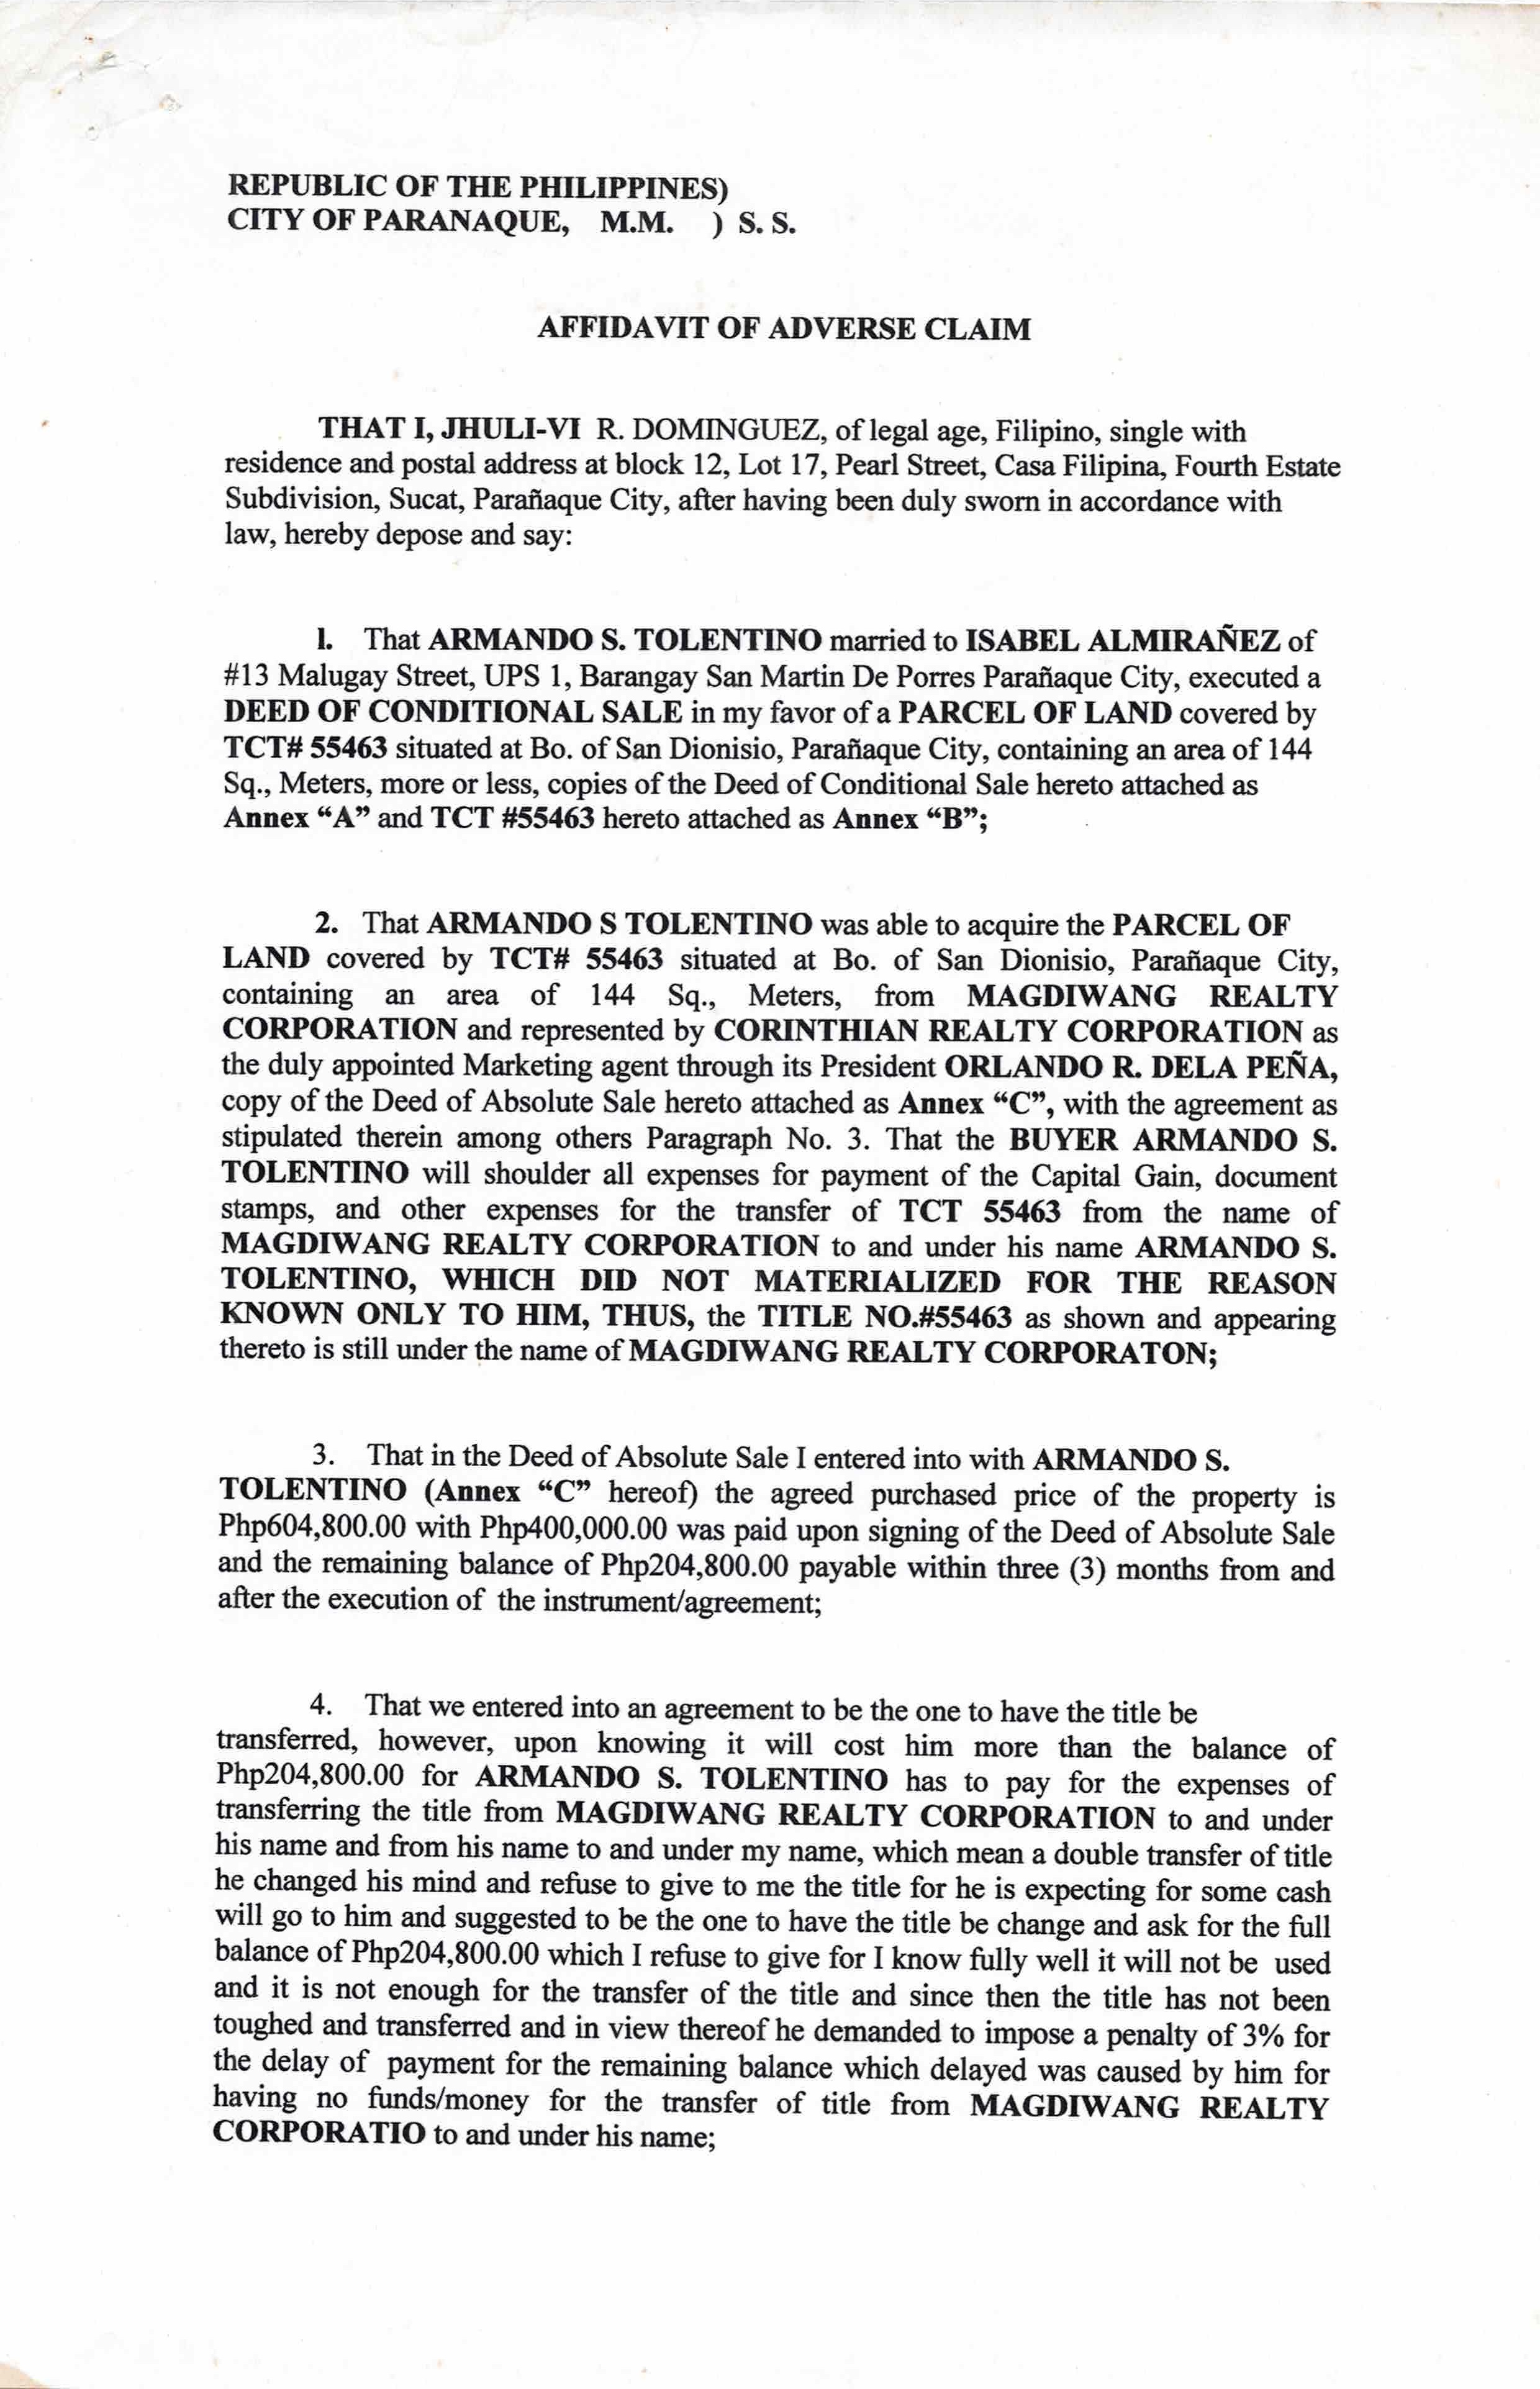 REPUBLIC OF THE PHILIPPINES)
CITY OF PARANAQUE, M.M. ) S. S.
AFFIDAVIT OF ADVERSE CLAIM
THAT I, JHULI-VI R. DOMINGUEZ, of legal age, Filipino, single with
residence and postal address at block 12, Lot 17, Pearl Street, Casa Filipina, Fourth Estate
Subdivision, Sucat, Parañaque City, after having been duly sworn in accordance with
law, hereby depose and say:
1. That ARMANDO S. TOLENTINO married to ISABEL ALMIRAÑEZ of
#13 Malugay Street, UPS 1, Barangay San Martin De Porres Parañaque City, executed a
DEED OF CONDITIONAL SALE in my favor of a PARCEL OF LAND covered by
TCT# 55463 situated at Bo. of San Dionisio, Parañaque City, containing an area of 144
Sq., Meters, more or less, copies of the Deed of Conditional Sale hereto attached as
Annex “A” and TCT #55463 hereto attached as Annex “B”;
2. That ARMANDO S TOLENTINO was able to acquire the PARCEL OF
LAND covered by TCT# 55463 situated at Bo. of San Dionisio, Parañaque City,
containing an area of 144 Sq., Meters, from MAGDIWANG REALTY
CORPORATION and represented by CORINTHIAN REALTY CORPORATION as
the duly appointed Marketing agent through its President ORLANDO R. DELA PEÑA,
copy of the Deed of Absolute Sale hereto attached as Annex “C”, with the agreement as
stipulated therein among others Paragraph No. 3. That the BUYER ARMANDO S.
TOLENTINO will shoulder all expenses for payment of the Capital Gain, document
stamps, and other expenses for the transfer of TCT 55463 from the name of
MAGDIWANG REALTY CORPORATION to and under his name ARMANDO S.
TOLENTINO, WHICH DID NOT MATERIALIZED FOR THE REASON
KNOWN ONLY TO HIM, THUS, the TITLE NO.#55463 as shown and appearing
thereto is still under the name of MAGDIWANG REALTY CORPORATON;
3. That in the Deed of Absolute Sale I entered into with ARMANDO S.
TOLENTINO (Annex “C” hereof) the agreed purchased price of the property is
Php604,800.00 with Php400,000.00 was paid upon signing of the Deed of Absolute Sale
and the remaining balance of Php204,800.00 payable within three (3) months from and
after the execution of the instrument/agreement;
4. That we entered into an agreement to be the one to have the title be
transferred, however, upon knowing it will cost him more than the balance of
Php204,800.00 for ARMANDO S. TOLENTINO has to pay for the expenses of
transferring the title from MAGDIWANG REALTY CORPORATION to and under
his name and from his name to and under my name, which mean a double transfer of title
he changed his mind and refuse to give to me the title for he is expecting for some cash
will go to him and suggested to be the one to have the title be change and ask for the full
balance of Php204,800.00 which I refuse to give for I know fully well it will not be used
and it is not enough for the transfer of the title and since then the title has not been
toughed and transferred and in view thereof he demanded to impose a penalty of 3% for
the delay of payment for the remaining balance which delayed was caused by him for
having no funds/money for the transfer of title from MAGDIWANG REALTY
CORPORATIO to and under his name;